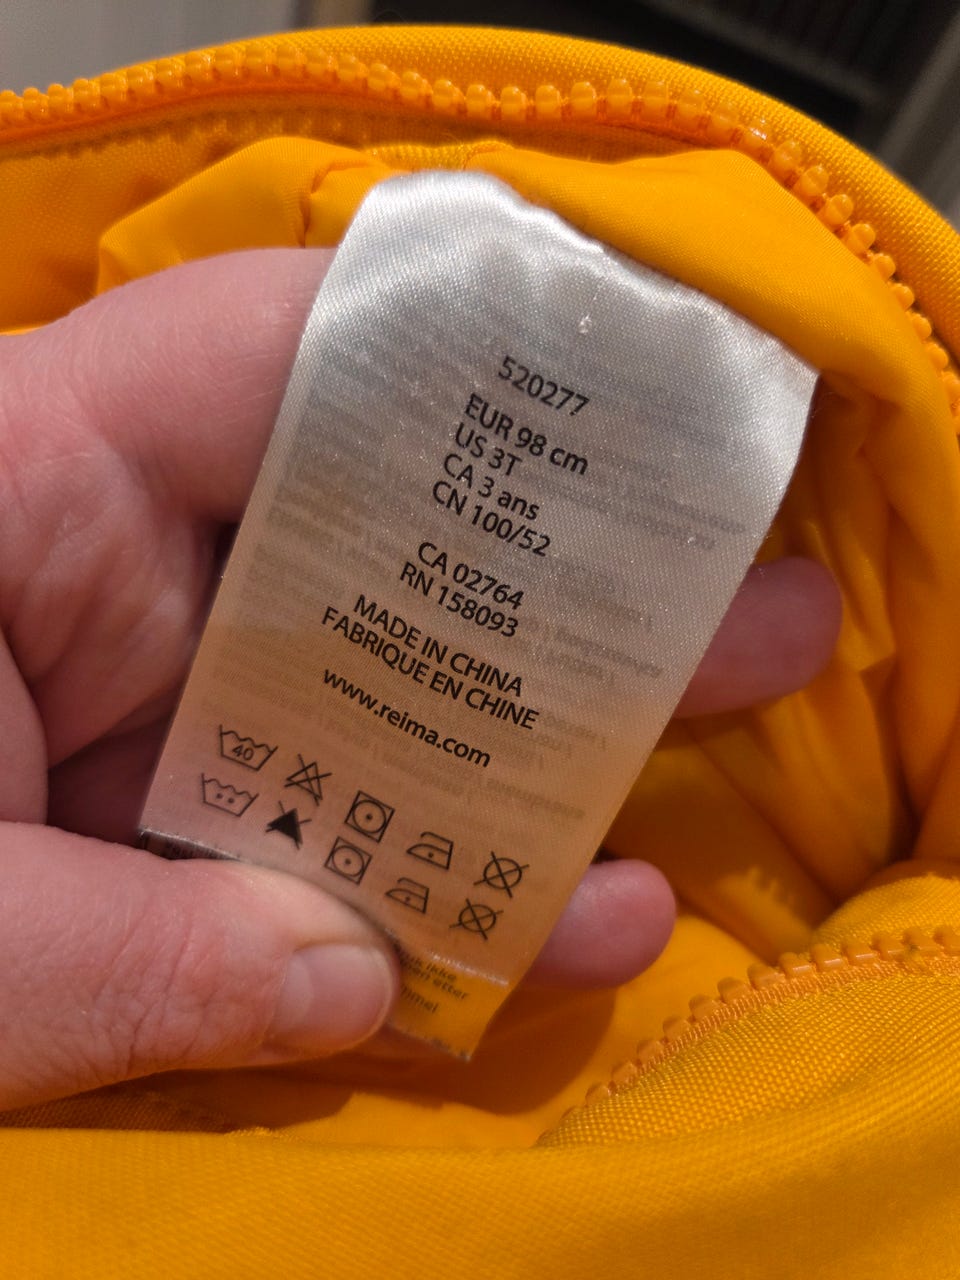 520277
EUR 98 cm
US 3T
CA 3 ans
CN 100/52
CA 02764
RN 158093
MADE IN CHINA
FABRIQUE EN CHINE
www.reima.com
40